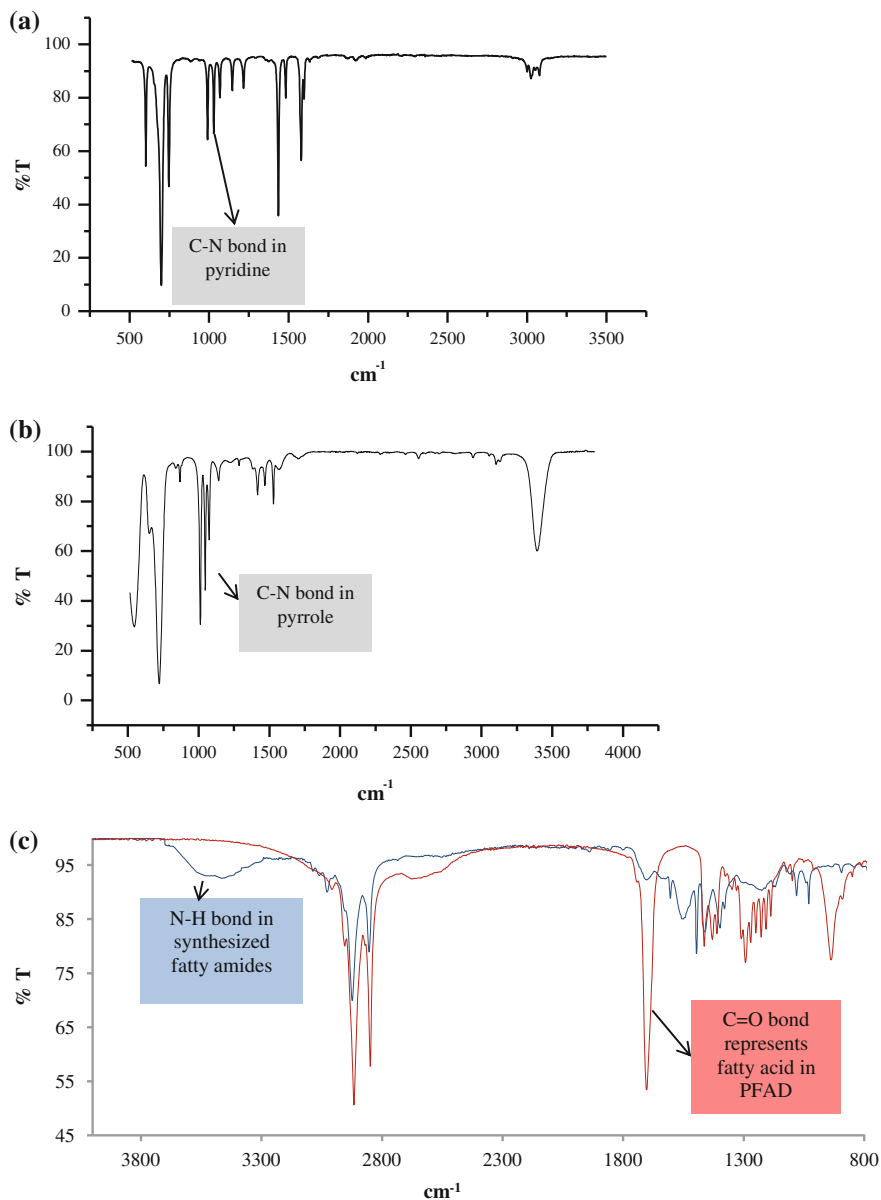 (a)
100
80
60
40
20
0
%T
C-N bond in
pyridine
500 1000 1500 2000 2500 3000 3500
cm-1
(b)
100
80
60
40
20
0
% T
C-N bond in
pyrrole
500 1000 1500 2000 2500 3000 3500 4000
cm-1
(c)
95
85
75
65
55
45
% T
N-H bond in
synthesized
fatty amides
C=O bond
represents
fatty acid in
PFAD
3800 3300 2800 2300 1800 1300 800
cm-1